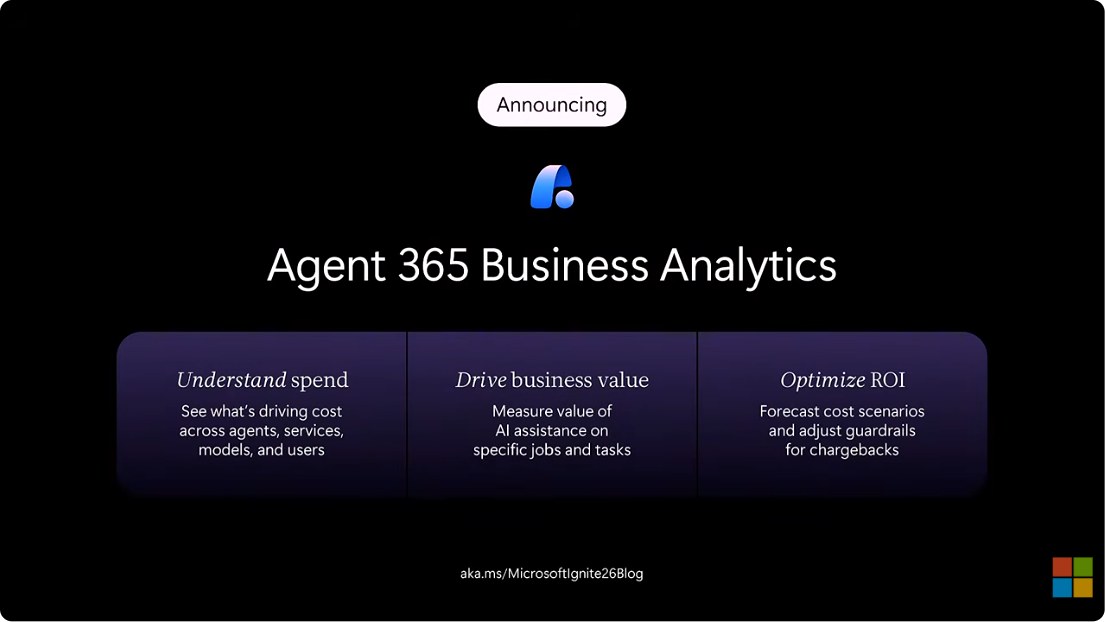 Announcing
Agent 365 Business Analytics
Understand spend
See what's driving cost
across agents, services,
models, and users
Drive business value
Measure value of
AI assistance on
specific jobs and tasks
Optimize ROI
Forecast cost scenarios
and adjust guardrails
for chargebacks
aka.ms/MicrosoftIgnite26Blog